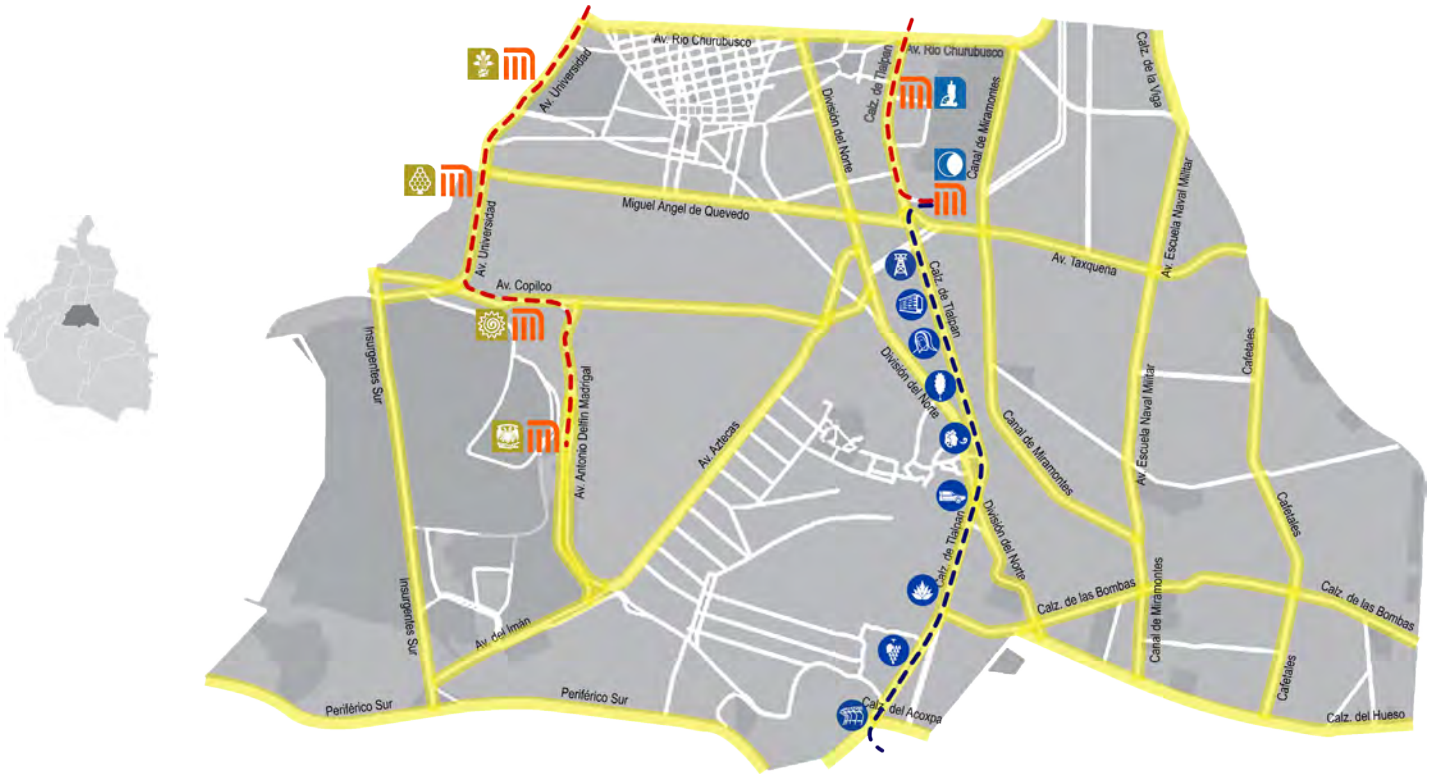 Av. Rio Churubusco
Av. Rio Churubusco
Calz. de la Viga
Av. Universidad
Calz. de Tlalpan
División del Norte
Canal de Miramontes
Av. Escuela Naval Militar
Miguel Angel de Quevedo
Av. Universidad
Av. Taxqueña
Av. Copilco
Calz. de Tlalpan
Insurgentes Sur
División del Norte
Cafetales
Av. Antonio Delfín Madrigal
Av. Aztecas
Canal de Miramontes
Av. Escuela Naval Militar
Calz. de Tlalpan
División del Norte
Cafetales
Insurgentes Sur
Calz. de las Bombas
Calz. de las Bombas
Canal de Miramontes
Av. del Imán
Cafetales
Periférico Sur
Periférico Sur
Calz. del Acoxpa
Calz. del Hueso